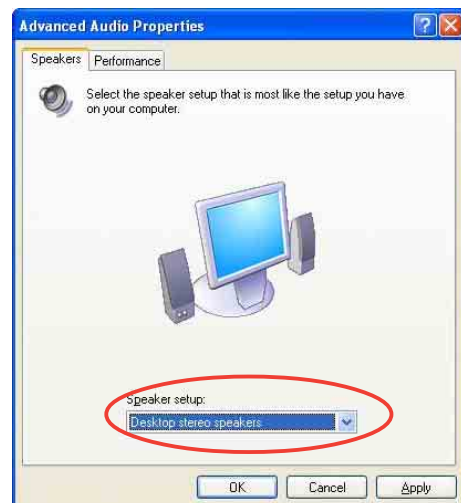 Advanced Audio Properties
Speakers
Performance
Select the speaker setup that is most like the setup you have
on your computer.
Speaker setup:
Desktop stereo speakers
OK
Cancel
Apply